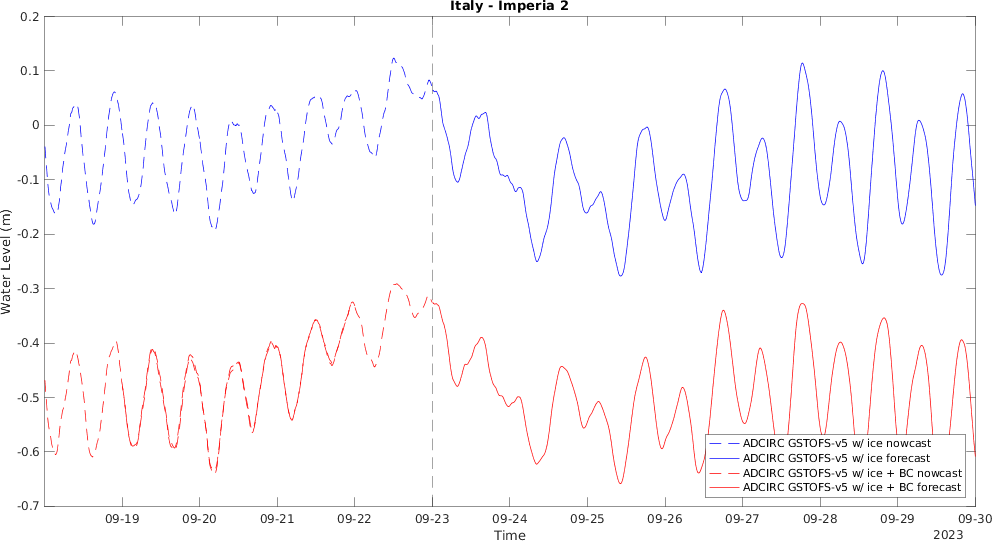 Italy - Imperia 2
Water Level (m)
0.2
0.1
0
-0.1
-0.2
-0.3
-0.4
-0.5
-0.6
-0.7
ADCIRC GSTOFS-v5 w/ ice nowcast
ADCIRC GSTOFS-v5 w/ ice forecast
ADCIRC GSTOFS-v5 w/ ice + BC nowcast
ADCIRC GSTOFS-v5 w/ ice + BC forecast
09-19 09-20 09-21 09-22 09-23 09-24 09-25 09-26 09-27 09-28 09-29 09-30
Time
2023